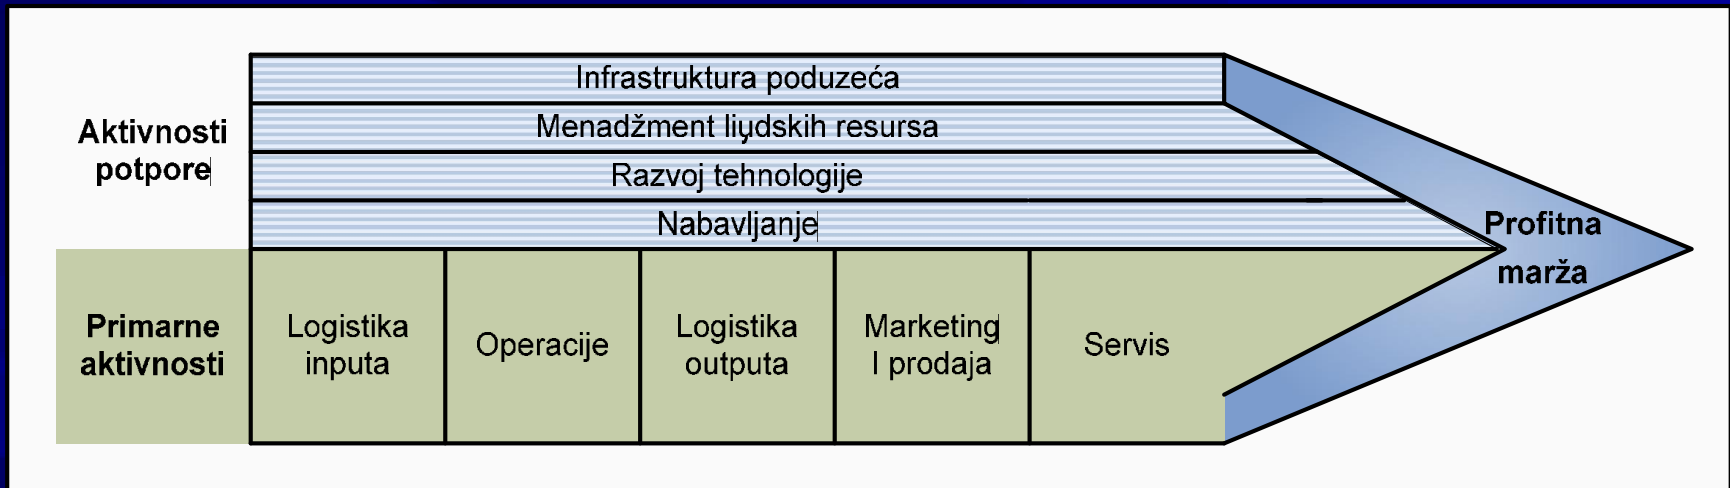 Infrastruktura poduzeća
Menadžment liџdskih resursa
Razvoj tehnologije
Nabavljanje
Aktivnosti
potpore
Profitna
marža
Primarne
aktivnosti
Logistika
inputa
Operacije
Logistika
outputa
Marketing
I prodaja
Servis